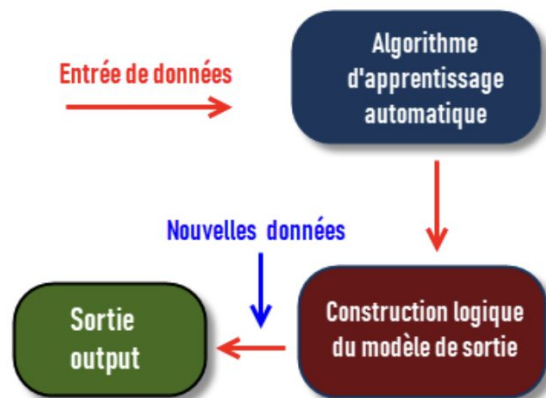 Algorithme
d'apprentissage
automatique
Entrée de données
Nouvelles données
Construction logique
du modèle de sortie
Sortie
output